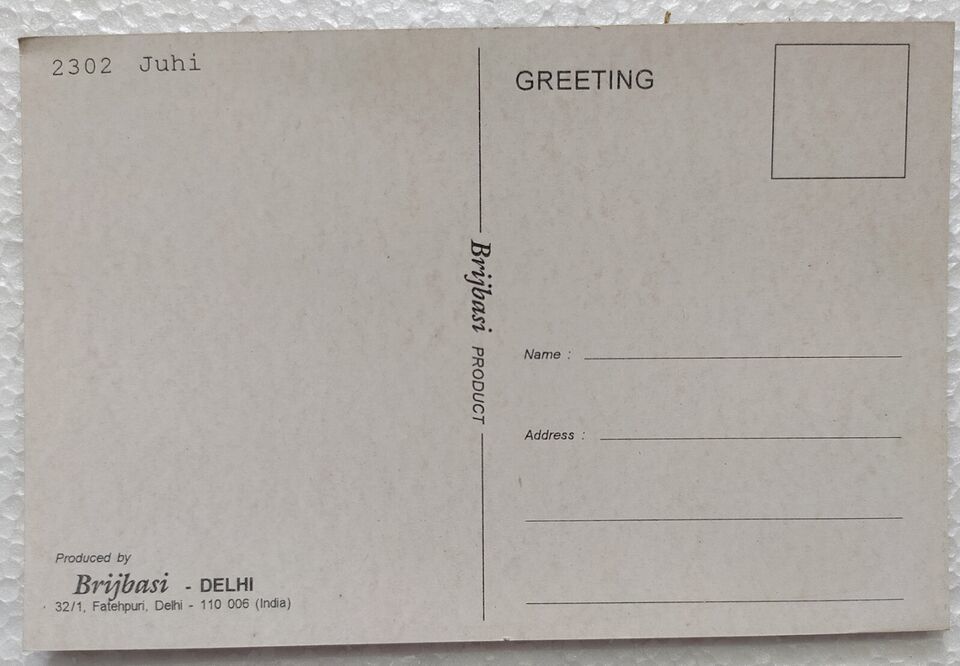 2302 Juhi
Produced by
Brijbasi - DELHI
32/1, Fatehpuri, Delhi - 110 006 (India)
Brijbasi PRODUCT
GREETING
Name :
Address :